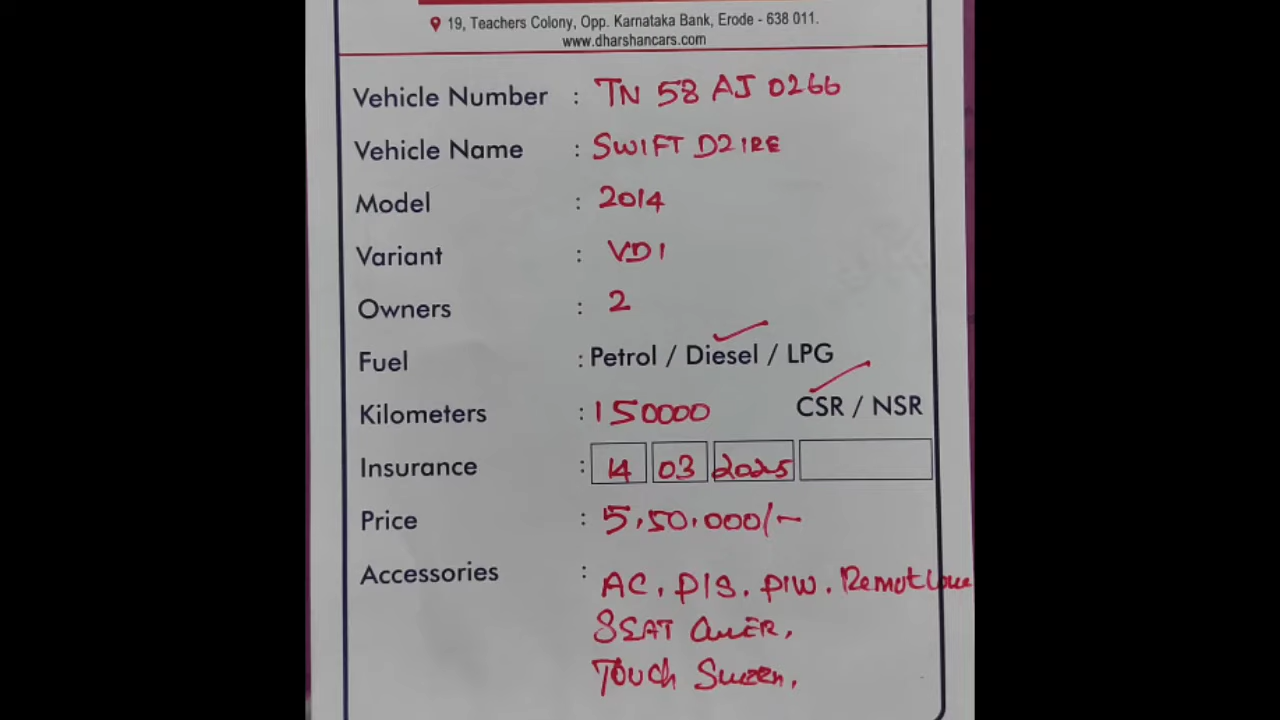 19, Teachers Colony, Opp. Karnataka Bank, Erode - 638 011.
www.dharshancars.com
Vehicle Number : TN 58 AJ 0266
Vehicle Name : SWIFT DZIRE
Model : 2014
Variant : VDI
Owners : 2
Fuel : Petrol / Diesel / LPG
Kilometers : 150000 CSR / NSR
Insurance : 14 03 2025
Price : 5,50,000/-
Accessories : AC, P/S, P/W, Remot
SEAT COVER,
Touch Screen,